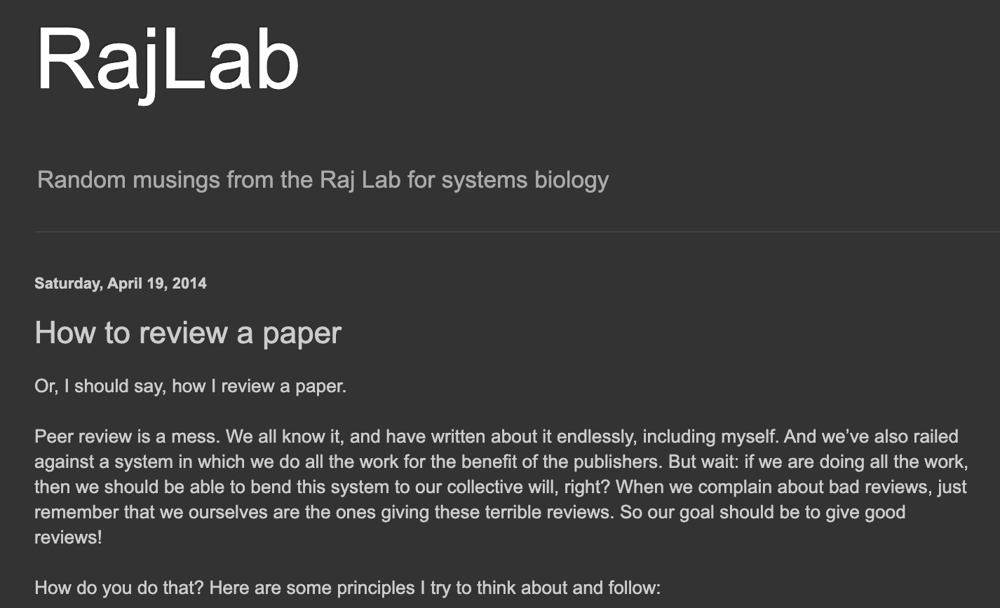 RajLab
Random musings from the Raj Lab for systems biology
Saturday, April 19, 2014
How to review a paper
Or, I should say, how I review a paper.
Peer review is a mess. We all know it, and have written about it endlessly, including myself. And we’ve also railed
against a system in which we do all the work for the benefit of the publishers. But wait: if we are doing all the work,
then we should be able to bend this system to our collective will, right? When we complain about bad reviews, just
remember that we ourselves are the ones giving these terrible reviews. So our goal should be to give good
reviews!
How do you do that? Here are some principles I try to think about and follow: